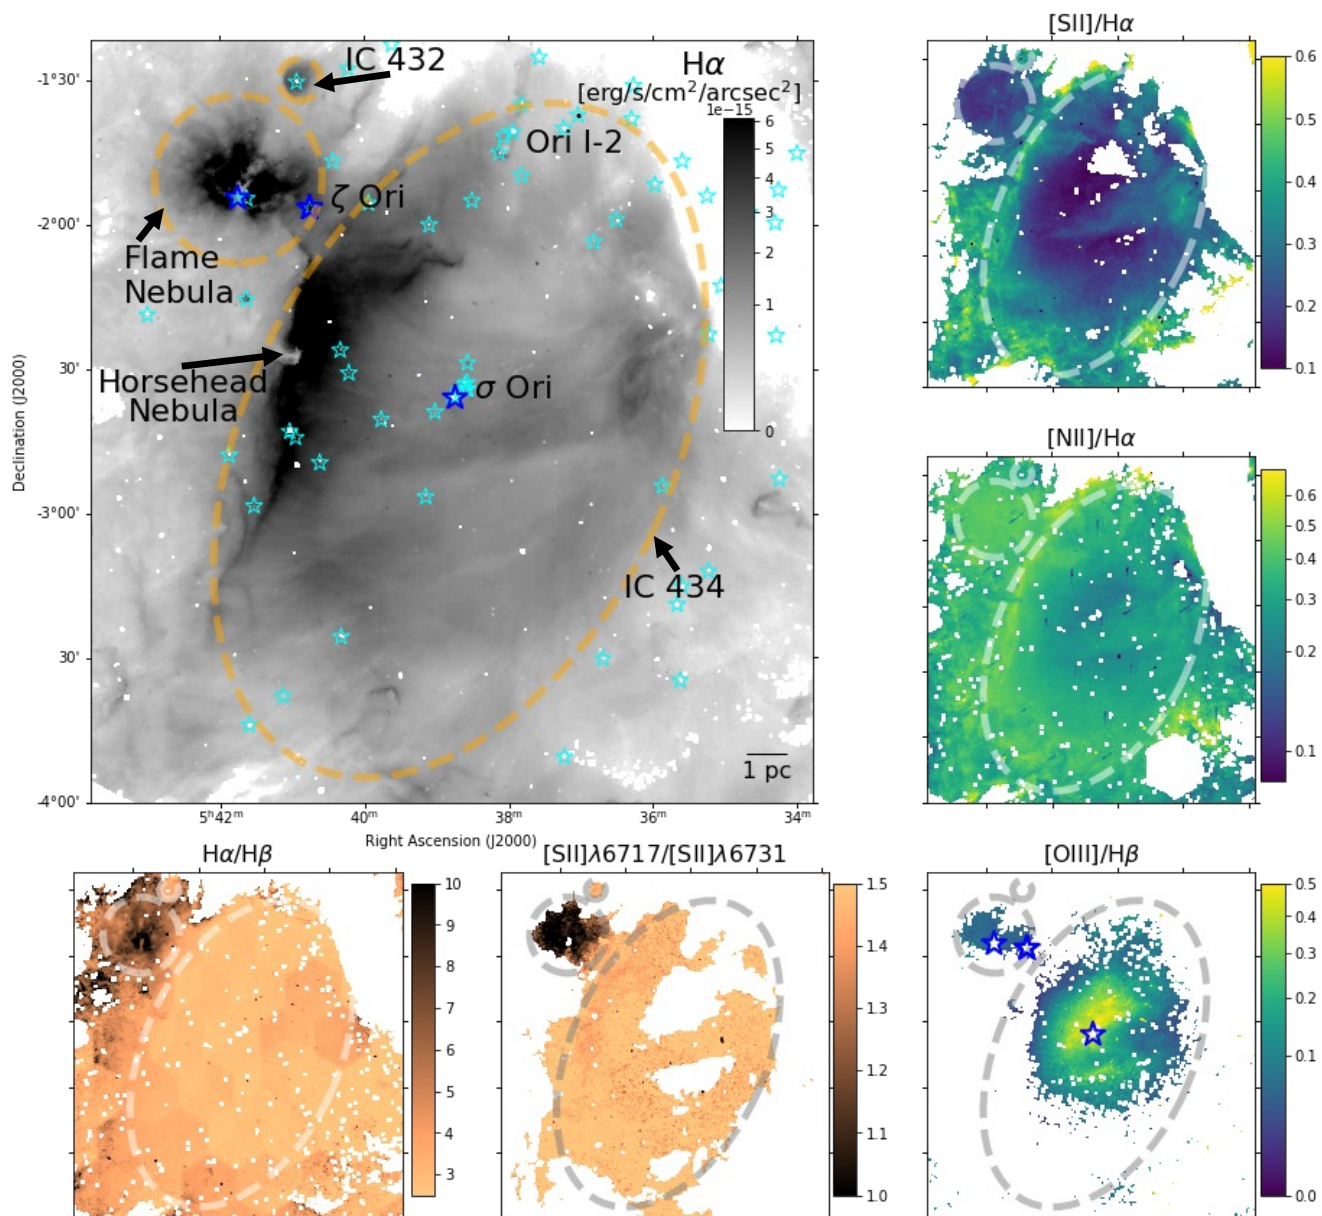 [SII]/Hα
IC 432
Hα
[erg/s/cm²/arcsec²]
1e−15
-1°30'
6
5
4
3
2
1
0
Ori I-2
ζ Ori
-2°00'
Flame
Nebula
30'
Horsehead
Nebula
σ Ori
Declination (J2000)
-3°00'
IC 434
30'
1 pc
-4°00'
5ʰ42ᵐ
40ᵐ
38ᵐ
36ᵐ
34ᵐ
Right Ascension (J2000)
0.6
0.5
0.4
0.3
0.2
0.1
[NII]/Hα
0.6
0.5
0.4
0.3
0.2
0.1
Hα/Hβ
10
9
8
7
6
5
4
3
[SII]λ6717/[SII]λ6731
1.5
1.4
1.3
1.2
1.1
1.0
[OIII]/Hβ
0.5
0.4
0.3
0.2
0.1
0.0